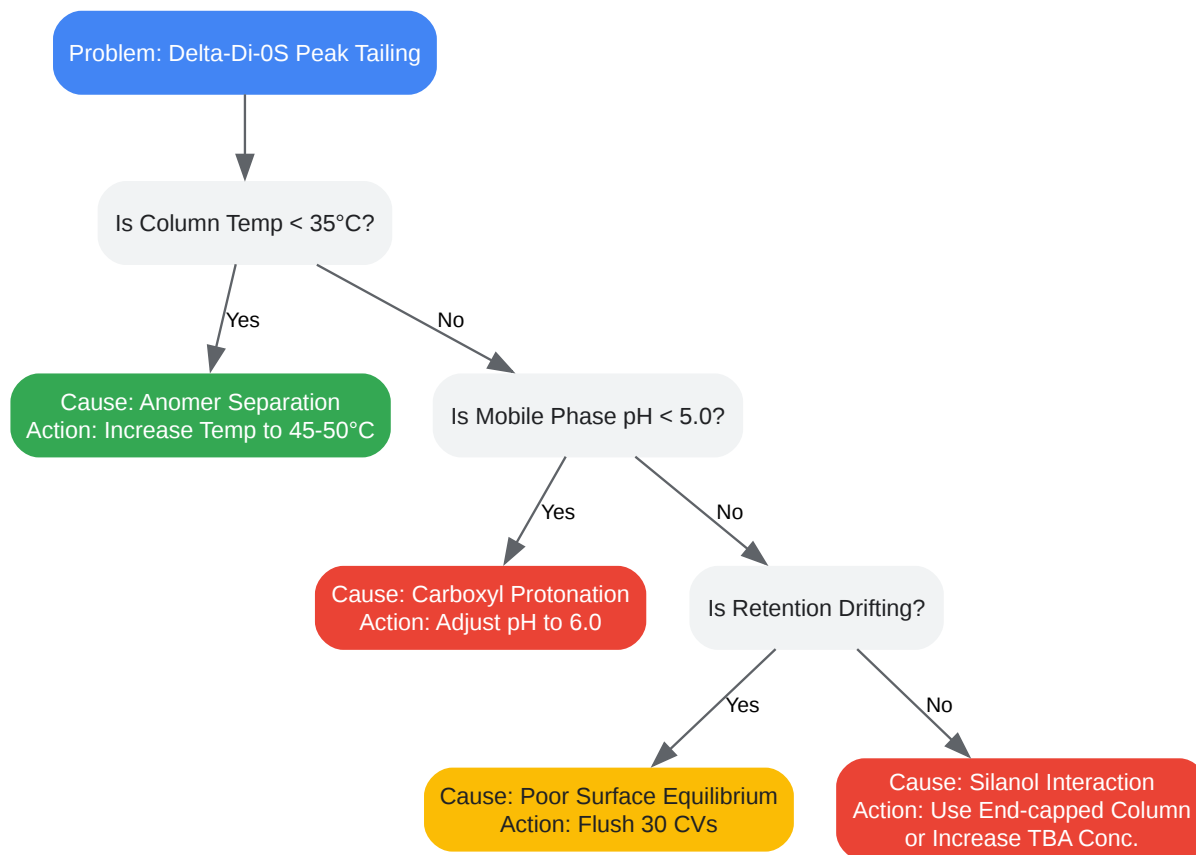 Problem: Delta-Di-0S Peak Tailing
Is Column Temp < 35°C?
Yes
No
Cause: Anomer Separation
Action: Increase Temp to 45-50°C
Is Mobile Phase pH < 5.0?
Yes
No
Cause: Carboxyl Protonation
Action: Adjust pH to 6.0
Is Retention Drifting?
Yes
No
Cause: Poor Surface Equilibrium
Action: Flush 30 CVs
Cause: Silanol Interaction
Action: Use End-capped Column
or Increase TBA Conc.